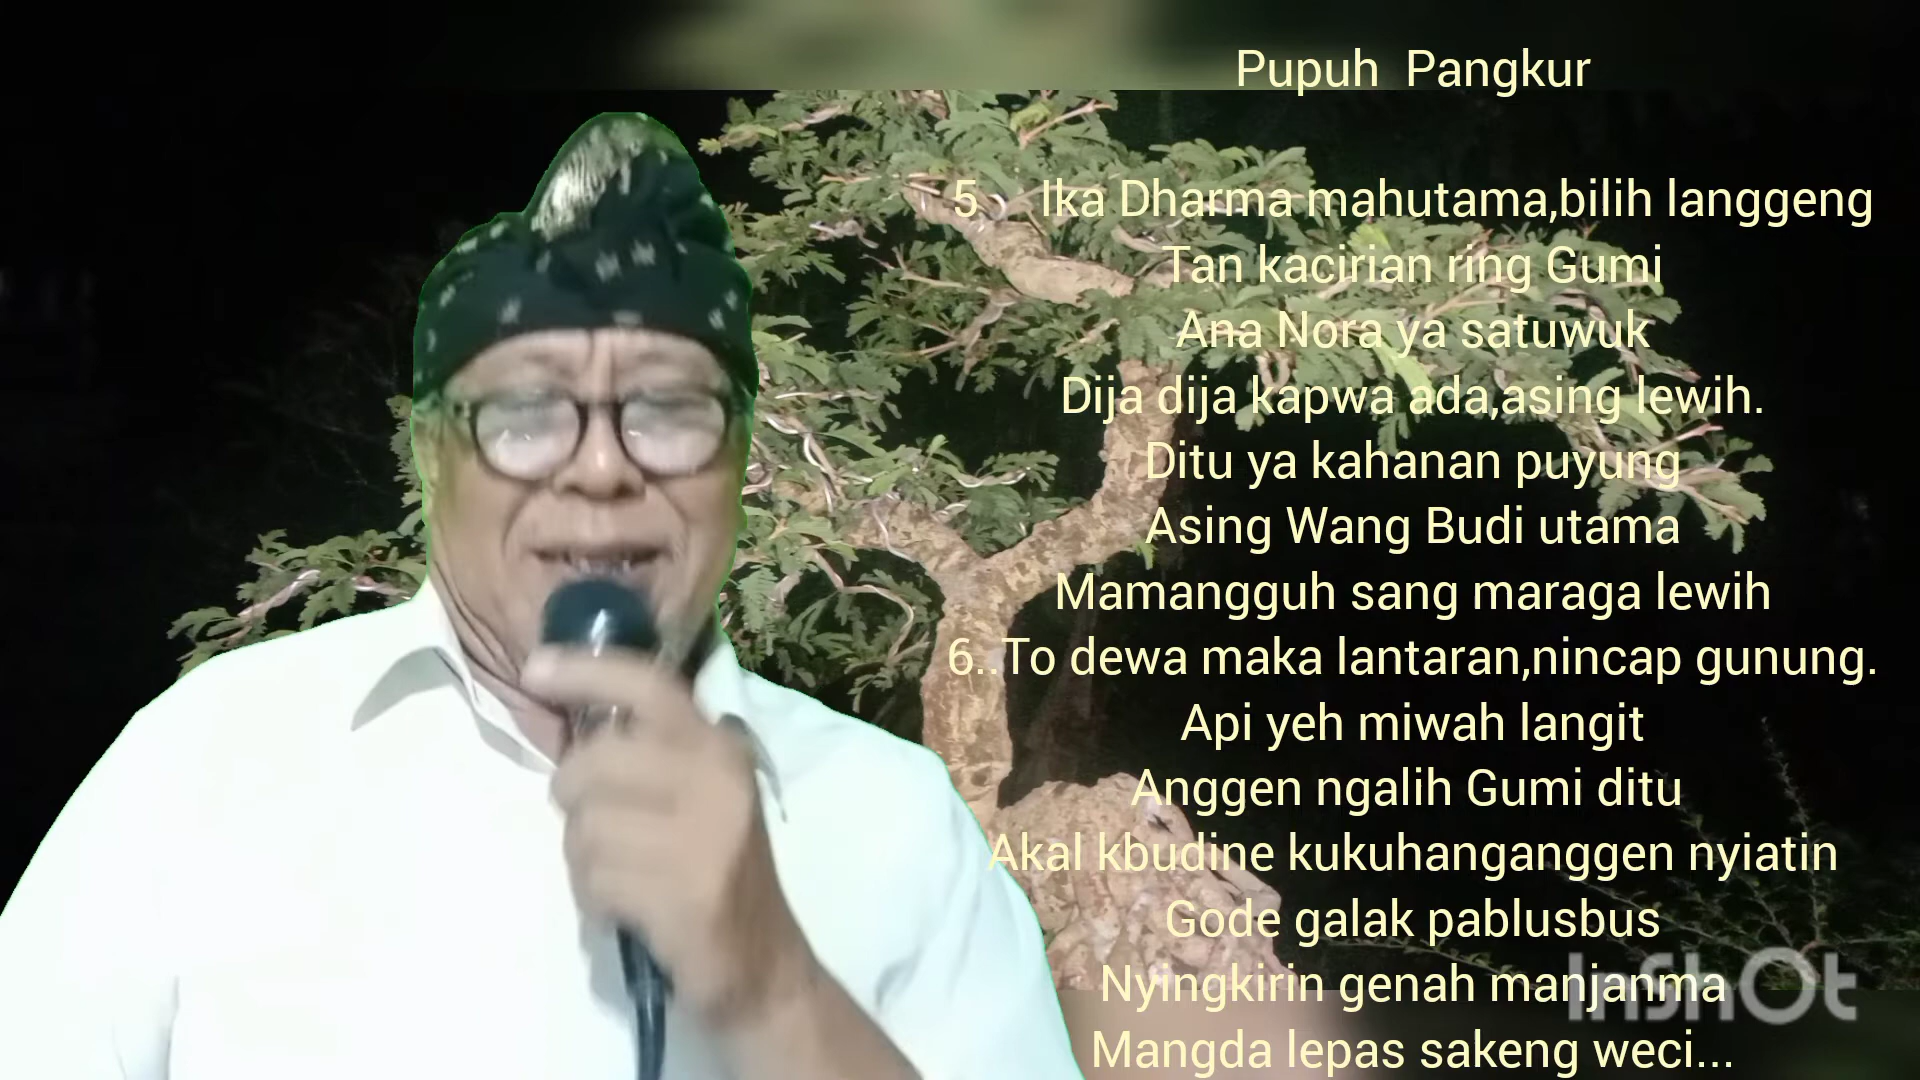 Pupuh Pangkur
5. Ika Dharma mahutama,bilih langgeng
Tan kacirian ring Gumi
Ana Nora ya satuwuk
Dija dija kapwa ada,asing lewih.
Ditu ya kahanan puyung
Asing Wang Budi utama
Mamangguh sang maraga lewih
6..To dewa maka lantaran,nincap gunung.
Api yeh miwah langit
Anggen ngalih Gumi ditu
Akal kbudine kukuhanganggen nyiatin
Gode galak pablusbus
Nyingkirin genah manjanma
Mangda lepas sakeng weci...
InShOt